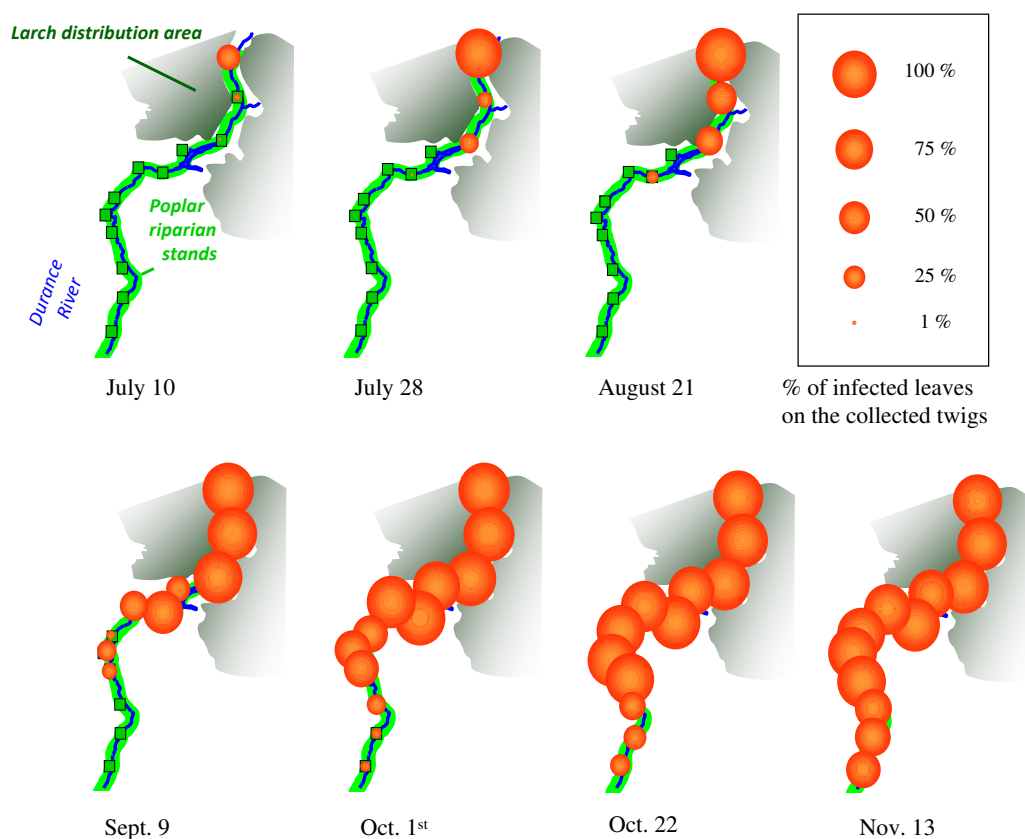 Larch distribution area
Poplar
riparian
stands
Durance
River
July 10
July 28
August 21
100 %
75 %
50 %
25 %
1 %
% of infected leaves
on the collected twigs
Sept. 9
Oct. 1st
Oct. 22
Nov. 13